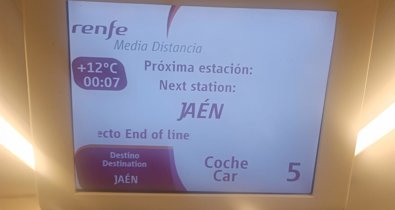 renfe
Media Distancia
+12°C
00:07
Próxima estación:
Next station:
JAÉN
ecto End of line
Destino
Destination
JAÉN
Coche
Car
5